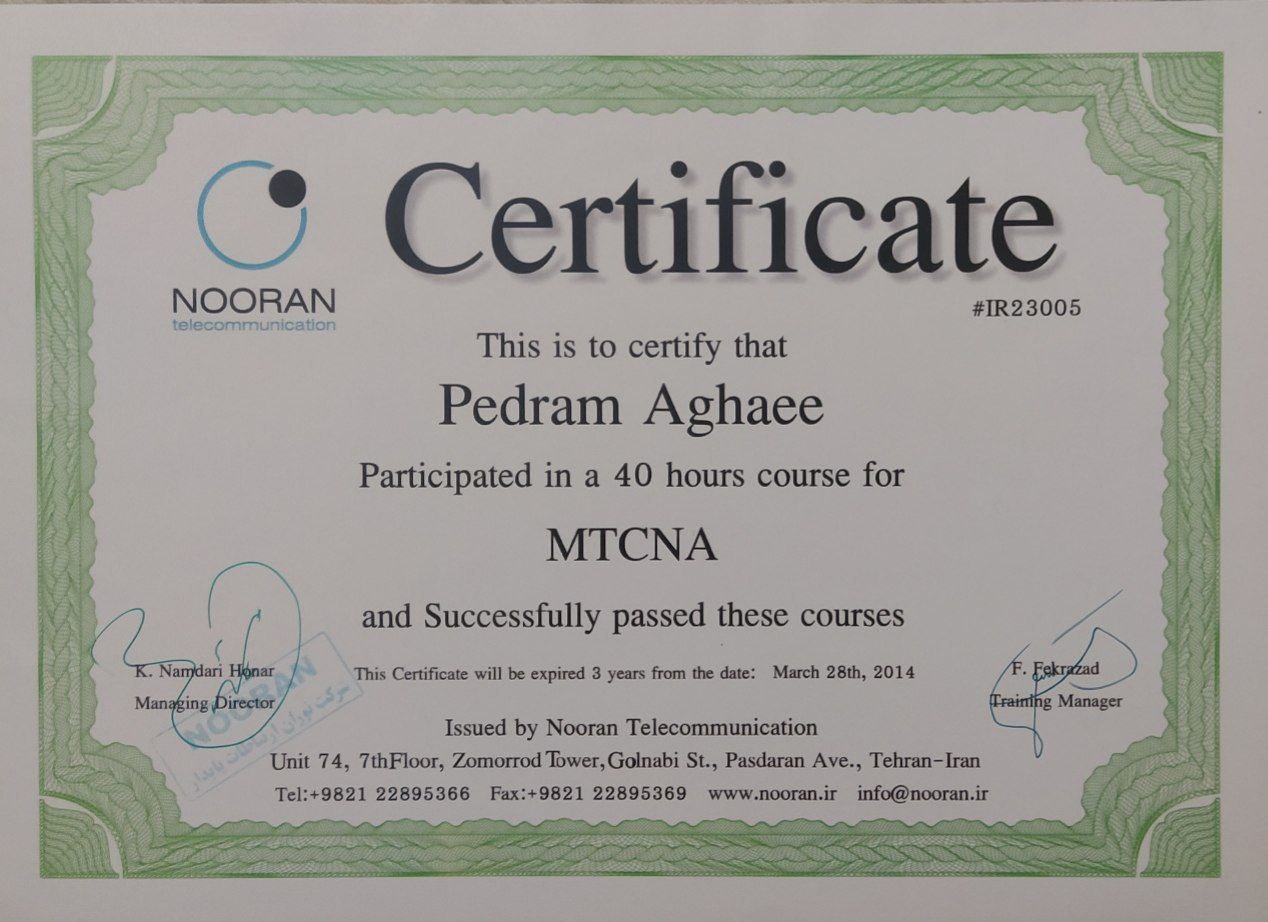 NOORAN
telecommunication
Certificate
#IR23005
This is to certify that
Pedram Aghaee
Participated in a 40 hours course for
MTCNA
and Successfully passed these courses
K. Namdari Honar
Managing Director
F. Fekrazad
Training Manager
NOORAN
شرکت نوران ارتباطات پایدار
This Certificate will be expired 3 years from the date: March 28th, 2014
Issued by Nooran Telecommunication
Unit 74, 7thFloor, Zomorrod Tower,Golnabi St., Pasdaran Ave., Tehran-Iran
Tel:+9821 22895366 Fax:+9821 22895369 www.nooran.ir info@nooran.ir